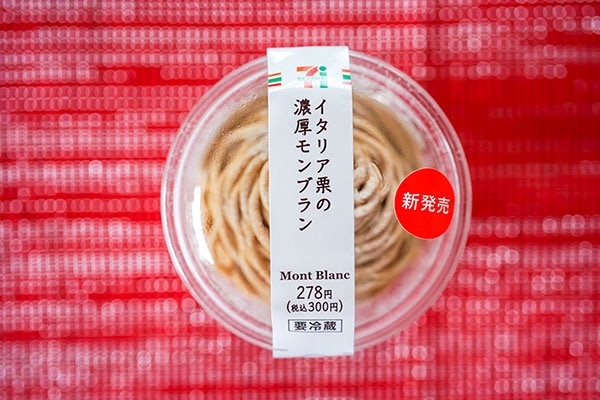 イタリア栗の
濃厚モンブラン
Mont Blanc
278円
(税込300円)
要冷蔵
新発売